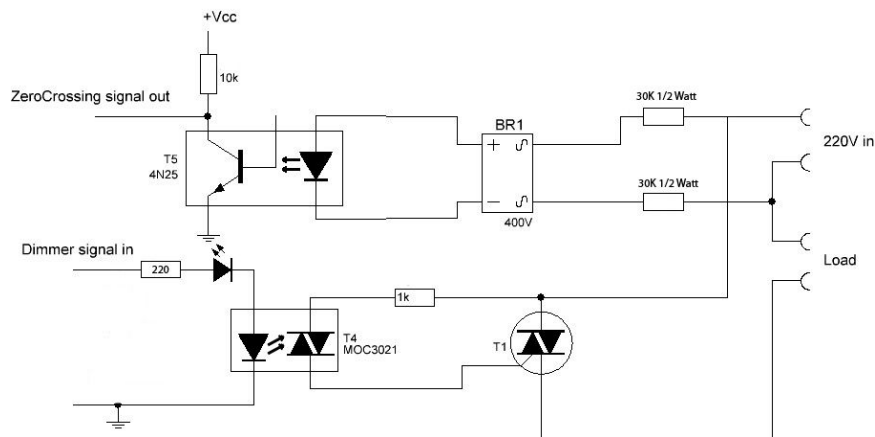 +Vcc
10k
ZeroCrossing signal out
T5
4N25
BR1
400V
30K 1/2 Watt
30K 1/2 Watt
220V in
Load
Dimmer signal in
220
1k
T4
MOC3021
T1